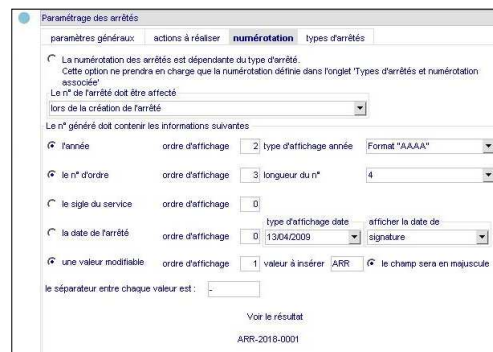 Paramétrage des arrêtés
paramètres généraux actions à réaliser numérotation types d'arrêtés
La numérotation des arrêtés est dépendante du type d'arrêté.
Cette option ne prendra en charge que la numérotation définie dans l'onglet 'Types d'arrêtés et numérotation
associée'
Le n° de l'arrêté doit être affecté
lors de la création de l'arrêté
Le n° généré doit contenir les informations suivantes
l'année ordre d'affichage 2 type d'affichage année Format "AAAA"
le n° d'ordre ordre d'affichage 3 longueur du n° 4
le sigle du service ordre d'affichage 0
type d'affichage date afficher la date de
la date de l'arrêté ordre d'affichage 0 13/04/2009 signature
une valeur modifiable ordre d'affichage 1 valeur à insérer ARR le champ sera en majuscule
le séparateur entre chaque valeur est : -
Voir le résultat
ARR-2018-0001